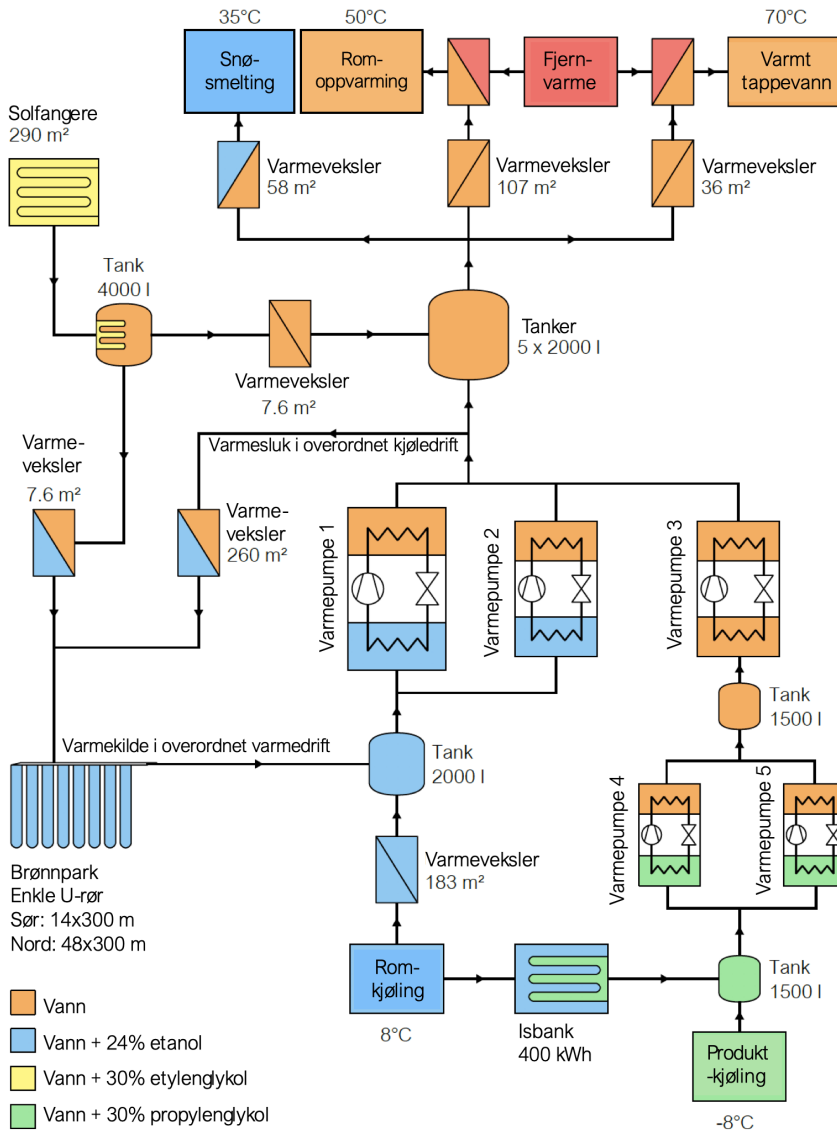 35°C
50°C
70°C
Snø-
smelting
Rom-
oppvarming
Fjern-
varme
Varmt
tappevann
Solfangere
290 m²
Varmeveksler
58 m²
Varmeveksler
107 m²
Varmeveksler
36 m²
Tank
4000 l
Varmeveksler
7.6 m²
Tanker
5 x 2000 l
Varmesluk i overordnet kjøledrift
Varme-
veksler
7.6 m²
Varme-
veksler
260 m²
Varmepumpe 1
Varmepumpe 2
Varmepumpe 3
Tank
1500 l
Varmekilde i overordnet varmedrift
Tank
2000 l
Varmepumpe 4
Varmepumpe 5
Varmeveksler
183 m²
Brønnpark
Enkle U-rør
Sør: 14x300 m
Nord: 48x300 m
Rom-
kjøling
8°C
Isbank
400 kWh
Tank
1500 l
Produkt
-kjøling
-8°C
Vann
Vann + 24% etanol
Vann + 30% etylenglykol
Vann + 30% propylenglykol